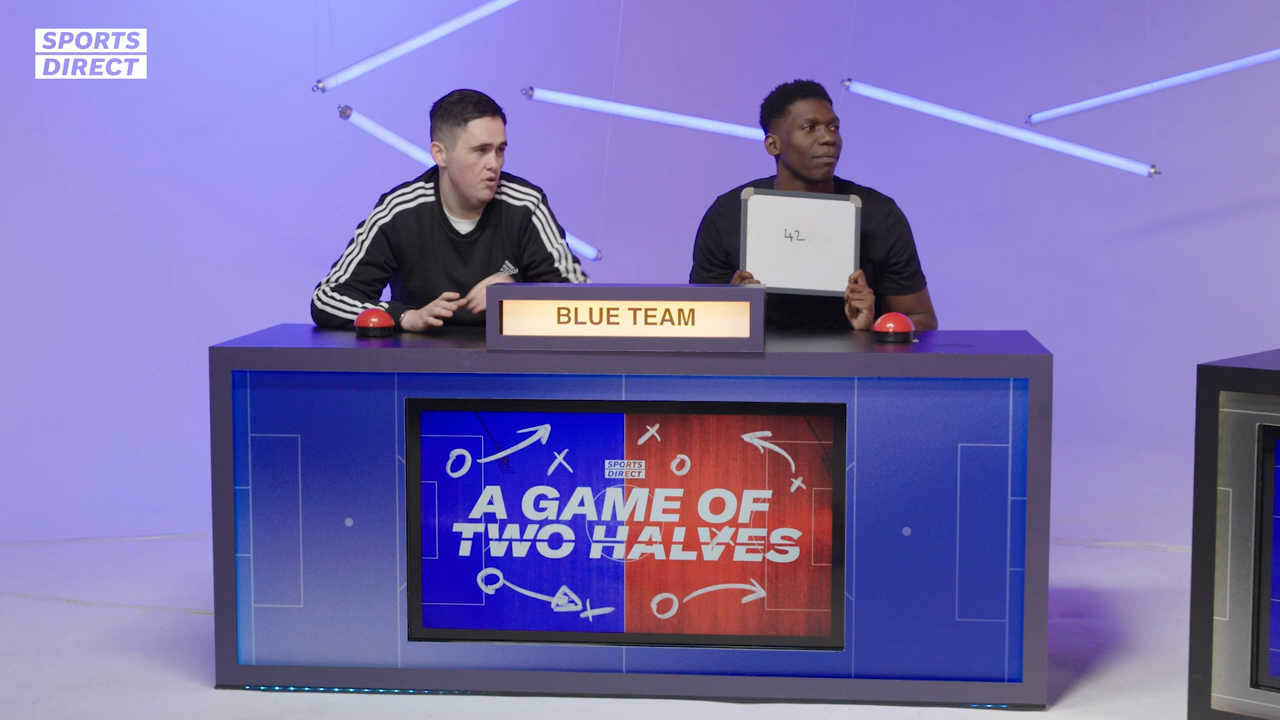 SPORTS
DIRECT
42
BLUE TEAM
SPORTS
DIRECT
A GAME OF
TWO HALVES